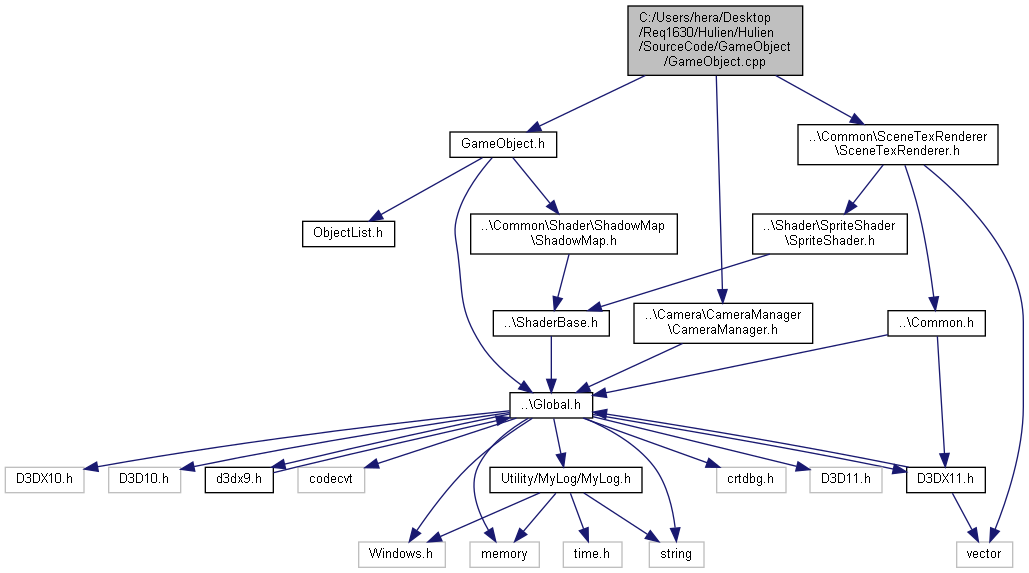 C:/Users/hera/Desktop
/Req1630/Hulien/Hulien
/SourceCode/GameObject
/GameObject.cpp
GameObject.h
..\Common\SceneTexRenderer
\SceneTexRenderer.h
ObjectList.h
..\Common\Shader\ShadowMap
\ShadowMap.h
..\Shader\SpriteShader
\SpriteShader.h
..\ShaderBase.h
..\Camera\CameraManager
\CameraManager.h
..\Common.h
..\Global.h
D3DX10.h
D3D10.h
d3dx9.h
codecvt
Utility/MyLog/MyLog.h
crtdbg.h
D3D11.h
D3DX11.h
Windows.h
memory
time.h
string
vector